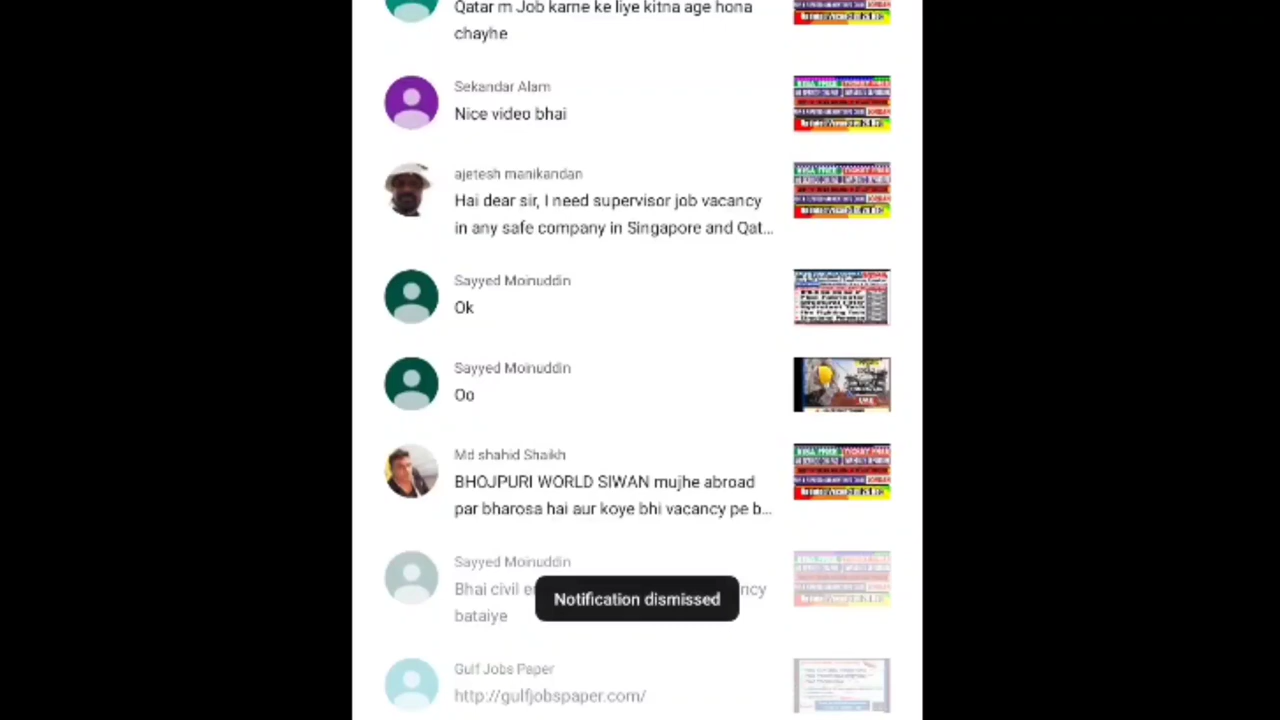 Qatar m Job karne ke liye kitna age hona
chayhe
Sekandar Alam
Nice video bhai
ajetesh manikandan
Hai dear sir, I need supervisor job vacancy
in any safe company in Singapore and Qat...
Sayyed Moinuddin
Ok
Sayyed Moinuddin
Oo
Md shahid Shaikh
BHOJPURI WORLD SIWAN mujhe abroad
par bharosa hai aur koye bhi vacancy pe b...
Sayyed Moinuddin
Bhai civil
bataiye
Notification dismissed
Gulf Jobs Paper
http://gulfjobspaper.com/